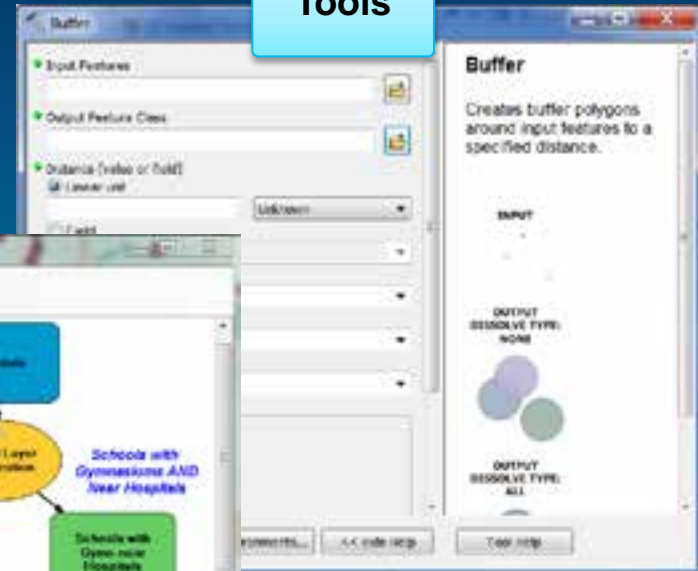 Tools
Buffer
Input Features
Output Feature Class
Distance [value or field]
Linear unit
Unknown
Field
<< Hide Help
Tool Help
Buffer
Creates buffer polygons
around input features to a
specified distance.
INPUT
OUTPUT
DISSOLVE TYPE:
NONE
OUTPUT
DISSOLVE TYPE:
ALL
Schools with
Gymnasiums AND
Near Hospitals
Schools with
Gyms near
Hospitals